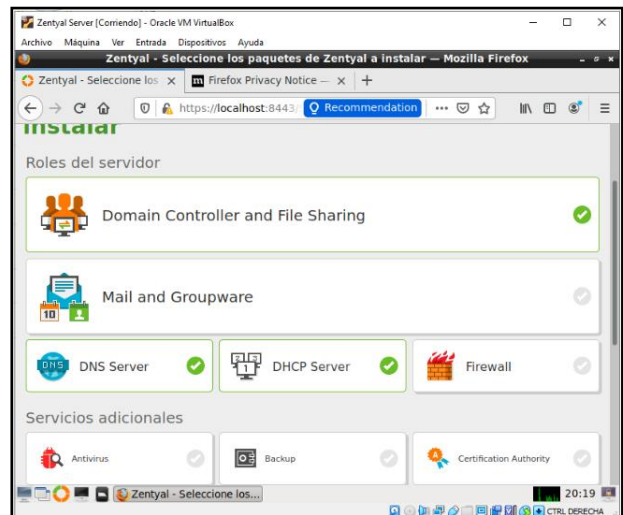 Zentyal Server [Corriendo] - Oracle VM VirtualBox
Archivo Máquina Ver Entrada Dispositivos Ayuda
Zentyal - Seleccione los paquetes de Zentyal a instalar — Mozilla Firefox
Zentyal - Seleccione los
Firefox Privacy Notice —
https://localhost:8443/
Recommendation
instalar
Roles del servidor
Domain Controller and File Sharing
10
Mail and Groupware
DNS
DNS Server
1
DHCP Server
Firewall
Servicios adicionales
Antivirus
Backup
Certification Authority
Zentyal - Seleccione los...
20:19
CTRL DERECHA